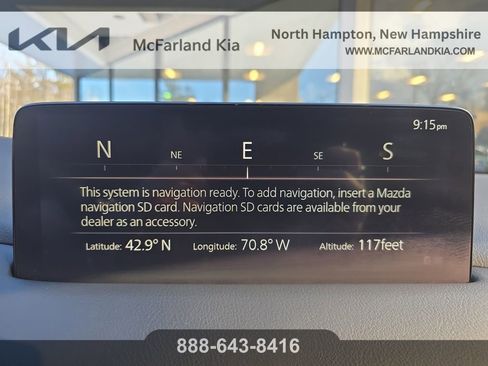 KIA
McFarland Kia
North Hampton, New Hampshire
WWW.MCFARLANDKIA.COM
9:15pm
N NE E SE S
This system is navigation ready. To add navigation, insert a Mazda
navigation SD card. Navigation SD cards are available from your
dealer as an accessory.
Latitude: 42.9° N Longitude: 70.8° W Altitude: 117feet
888-643-8416